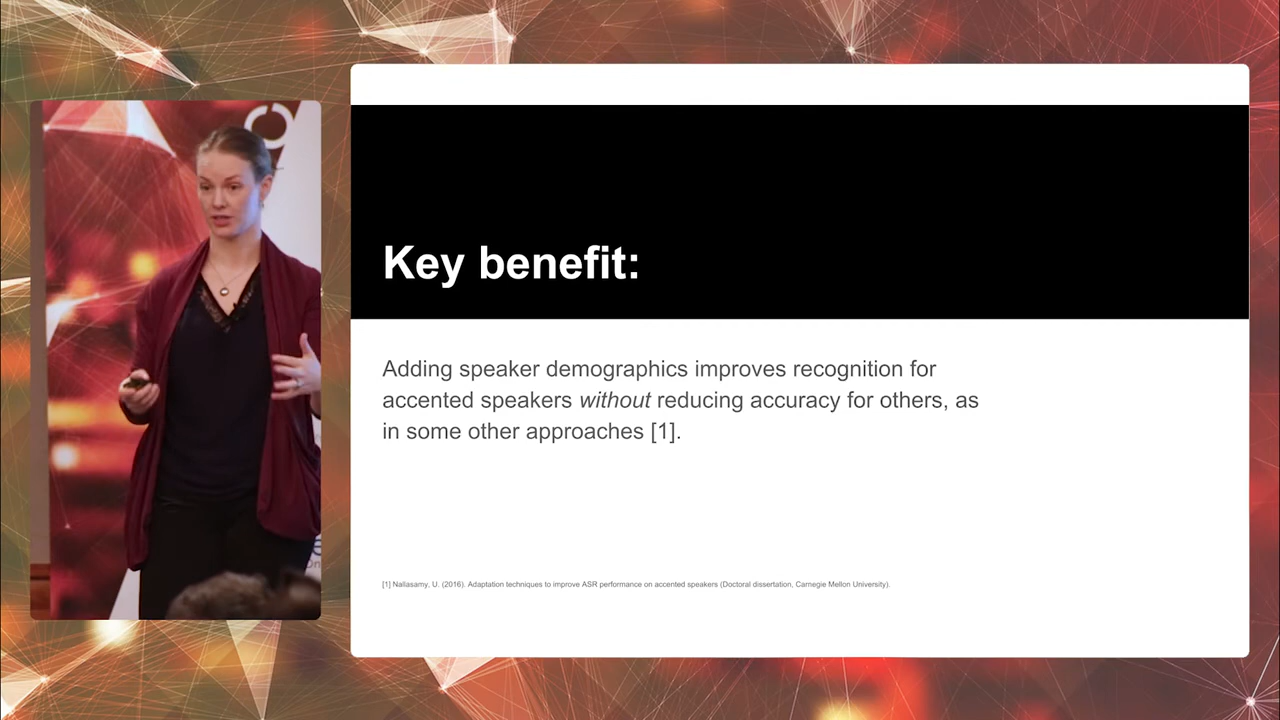 Key benefit:
Adding speaker demographics improves recognition for
accented speakers without reducing accuracy for others, as
in some other approaches [1].
[1] Nallasamy, U. (2016). Adaptation techniques to improve ASR performance on accented speakers (Doctoral dissertation, Carnegie Mellon University).